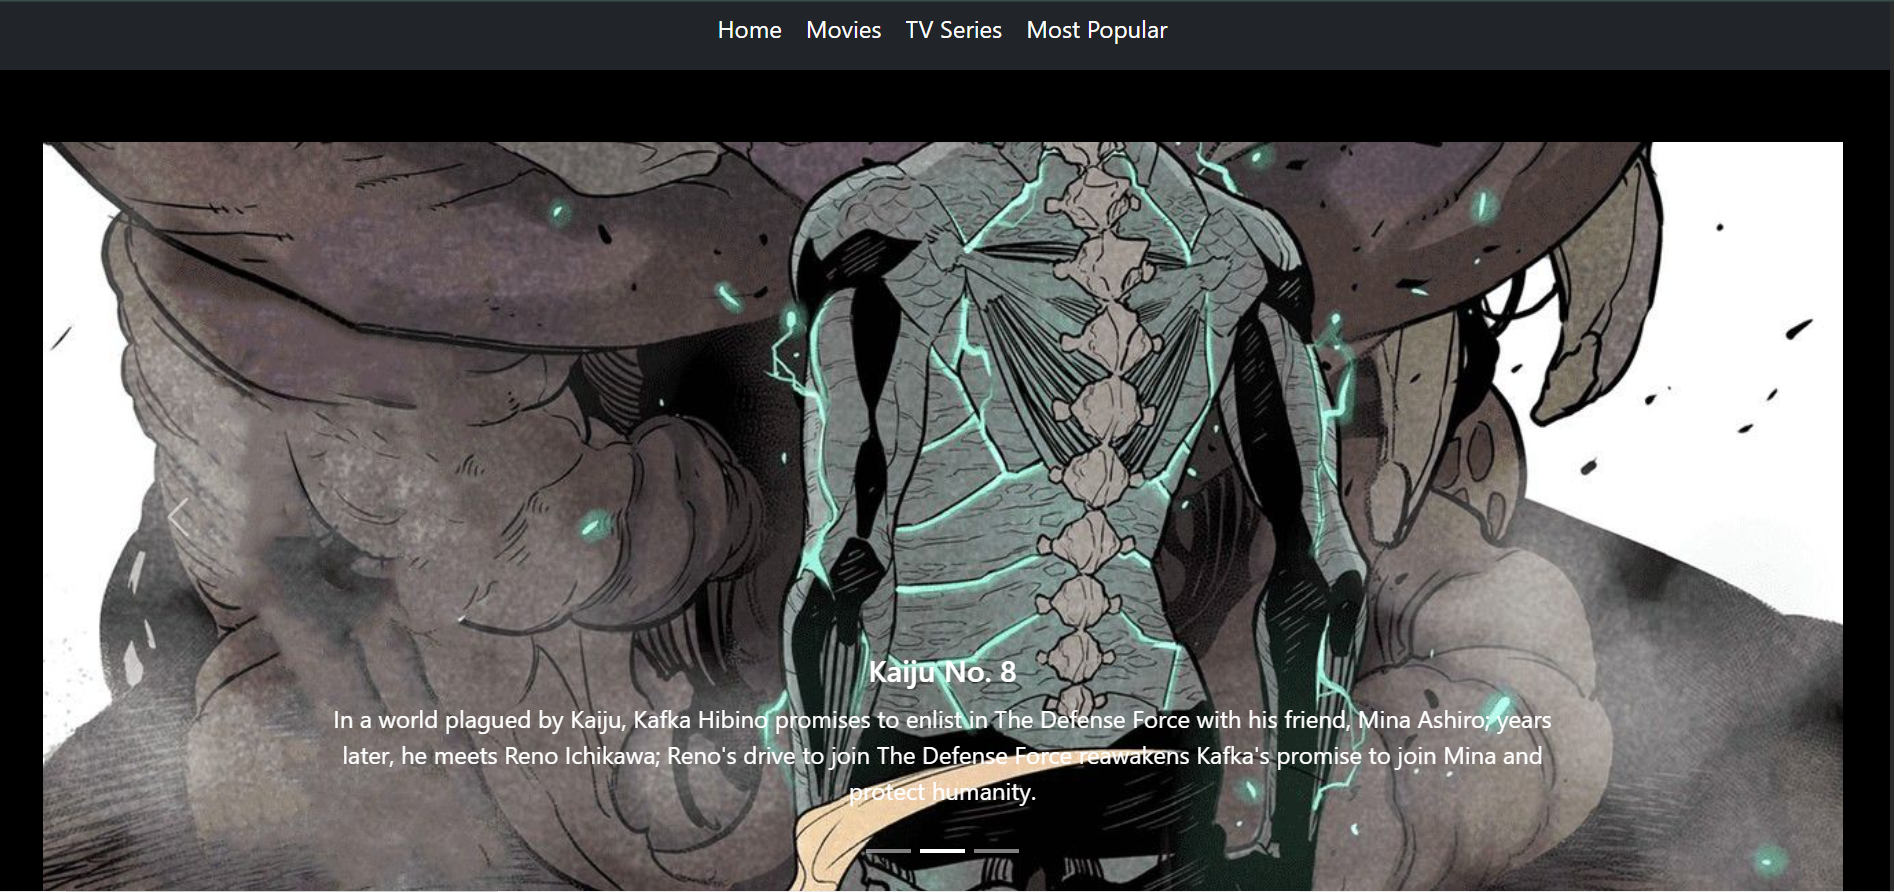 Home Movies TV Series Most Popular
Kaiju No. 8
In a world plagued by Kaiju, Kafka Hibino promises to enlist in The Defense Force with his friend, Mina Ashiro; years
later, he meets Reno Ichikawa; Reno's drive to join The Defense Force reawakens Kafka's promise to join Mina and
protect humanity.